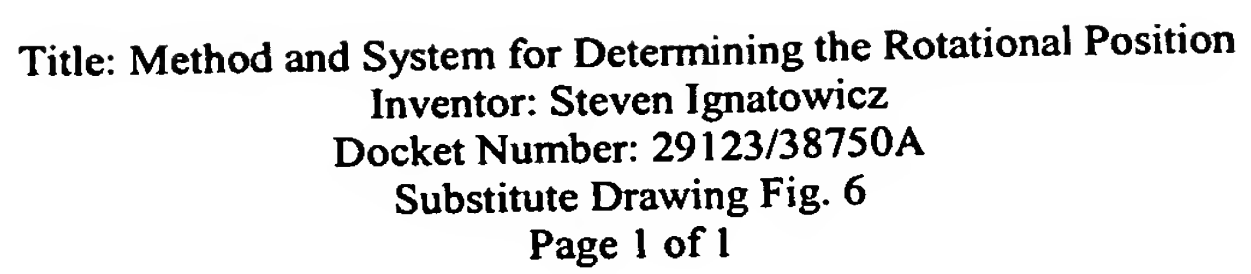 Title: Method and System for Determining the Rotational Position
Inventor: Steven Ignatowicz
Docket Number: 29123/38750A
Substitute Drawing Fig. 6
Page 1 of 1